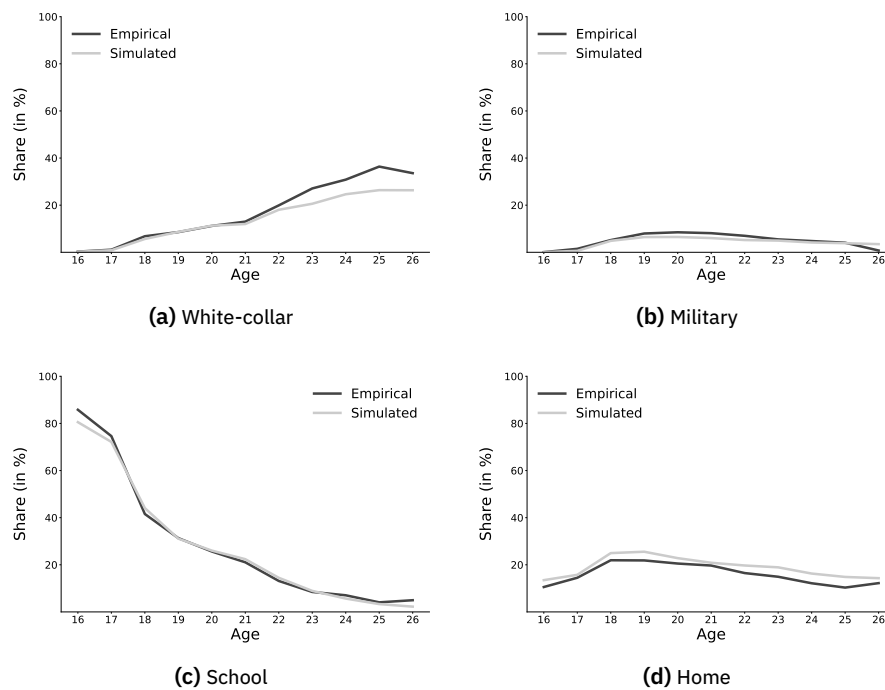 100
80
60
40
20
Share (in %)
Empirical
Simulated
16 17 18 19 20 21 22 23 24 25 26
Age
(a) White-collar
100
80
60
40
20
Share (in %)
Empirical
Simulated
16 17 18 19 20 21 22 23 24 25 26
Age
(b) Military
100
80
60
40
20
Share (in %)
Empirical
Simulated
16 17 18 19 20 21 22 23 24 25 26
Age
(c) School
100
80
60
40
20
Share (in %)
Empirical
Simulated
16 17 18 19 20 21 22 23 24 25 26
Age
(d) Home